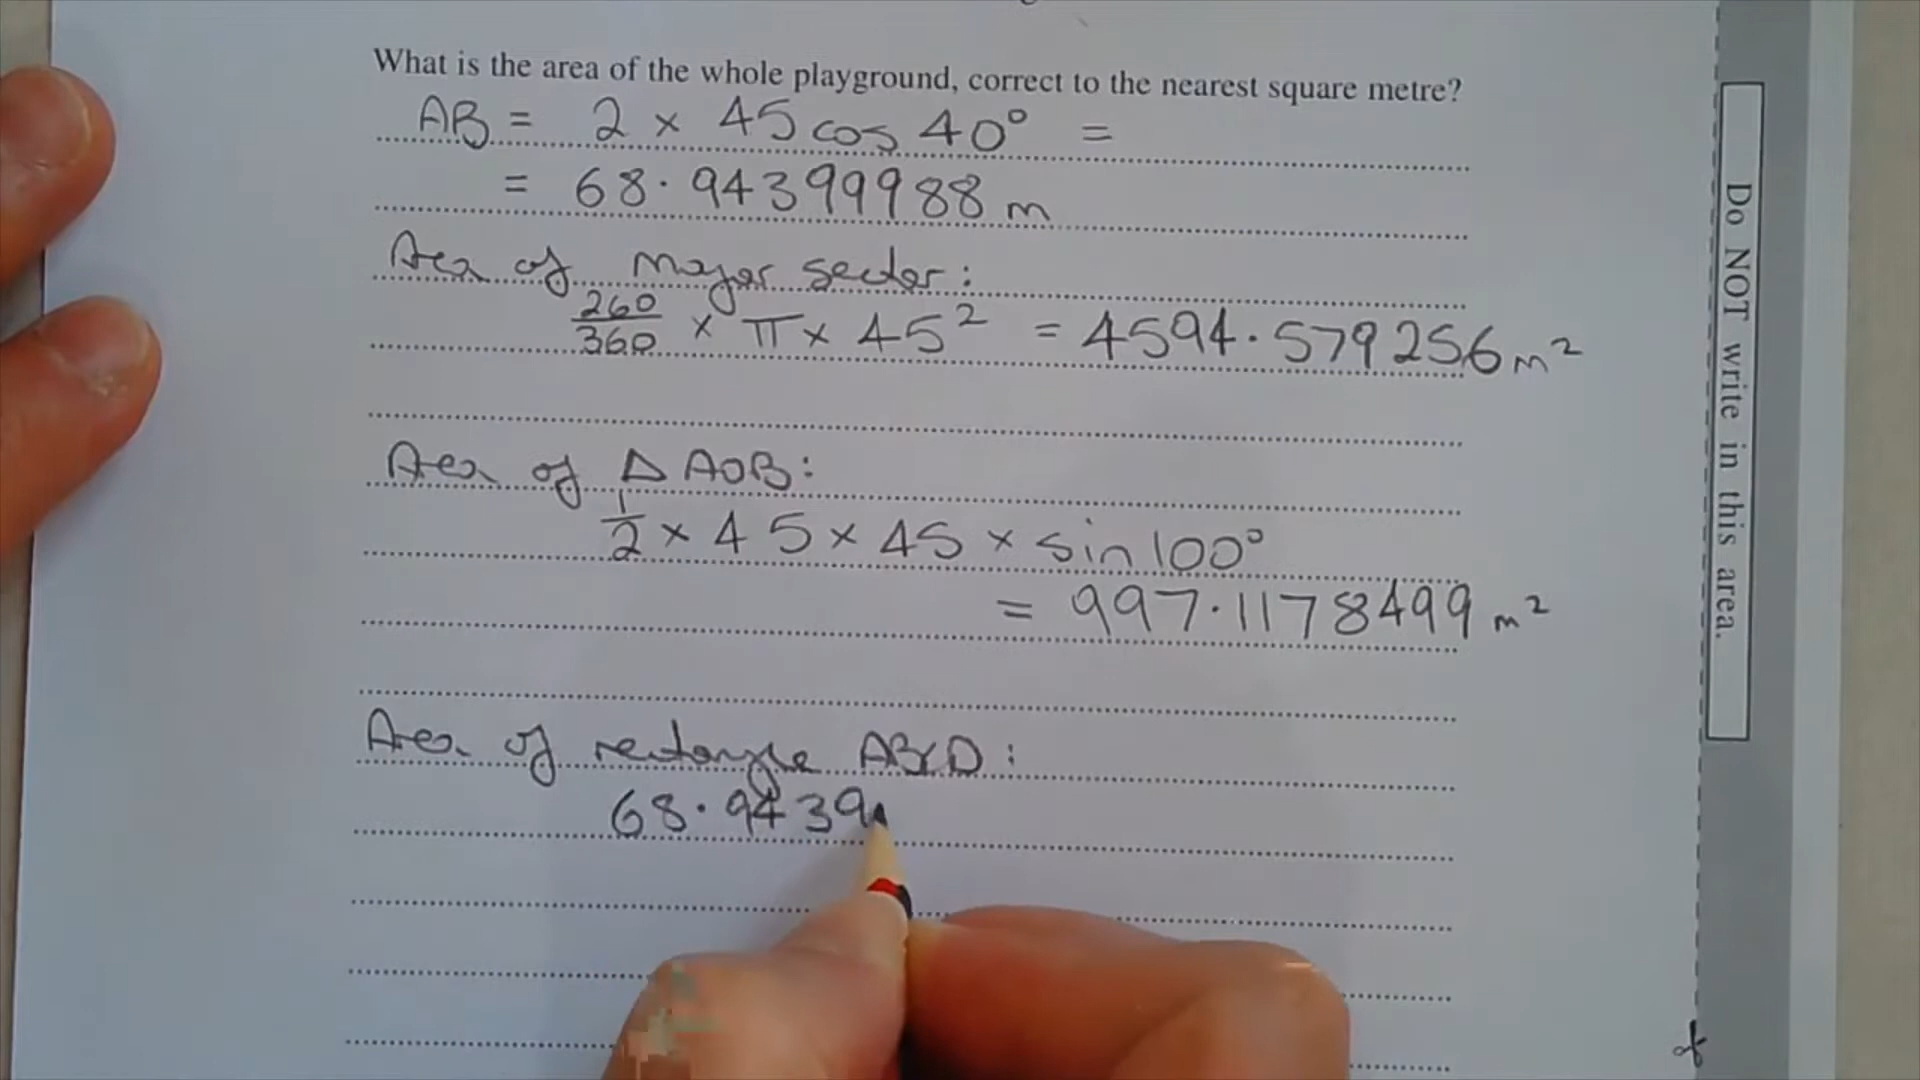 What is the area of the whole playground, correct to the nearest square metre?
AB = 2 × 45 cos 40° =
= 68.94399988 m
Area of major sector:
260/360 × π × 45² = 4594.579256 m²
Area of △ AOB:
1/2 × 45 × 45 × sin 100°
= 997.1178499 m²
Area of rectangle ABCD:
68.9439
Do NOT write in this area.